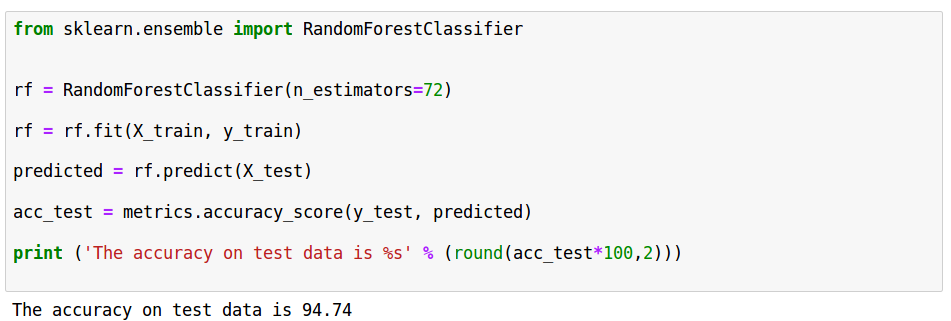 from sklearn.ensemble import RandomForestClassifier
rf = RandomForestClassifier(n_estimators=72)
rf = rf.fit(X_train, y_train)
predicted = rf.predict(X_test)
acc_test = metrics.accuracy_score(y_test, predicted)
print ('The accuracy on test data is %s' % (round(acc_test*100,2)))
The accuracy on test data is 94.74